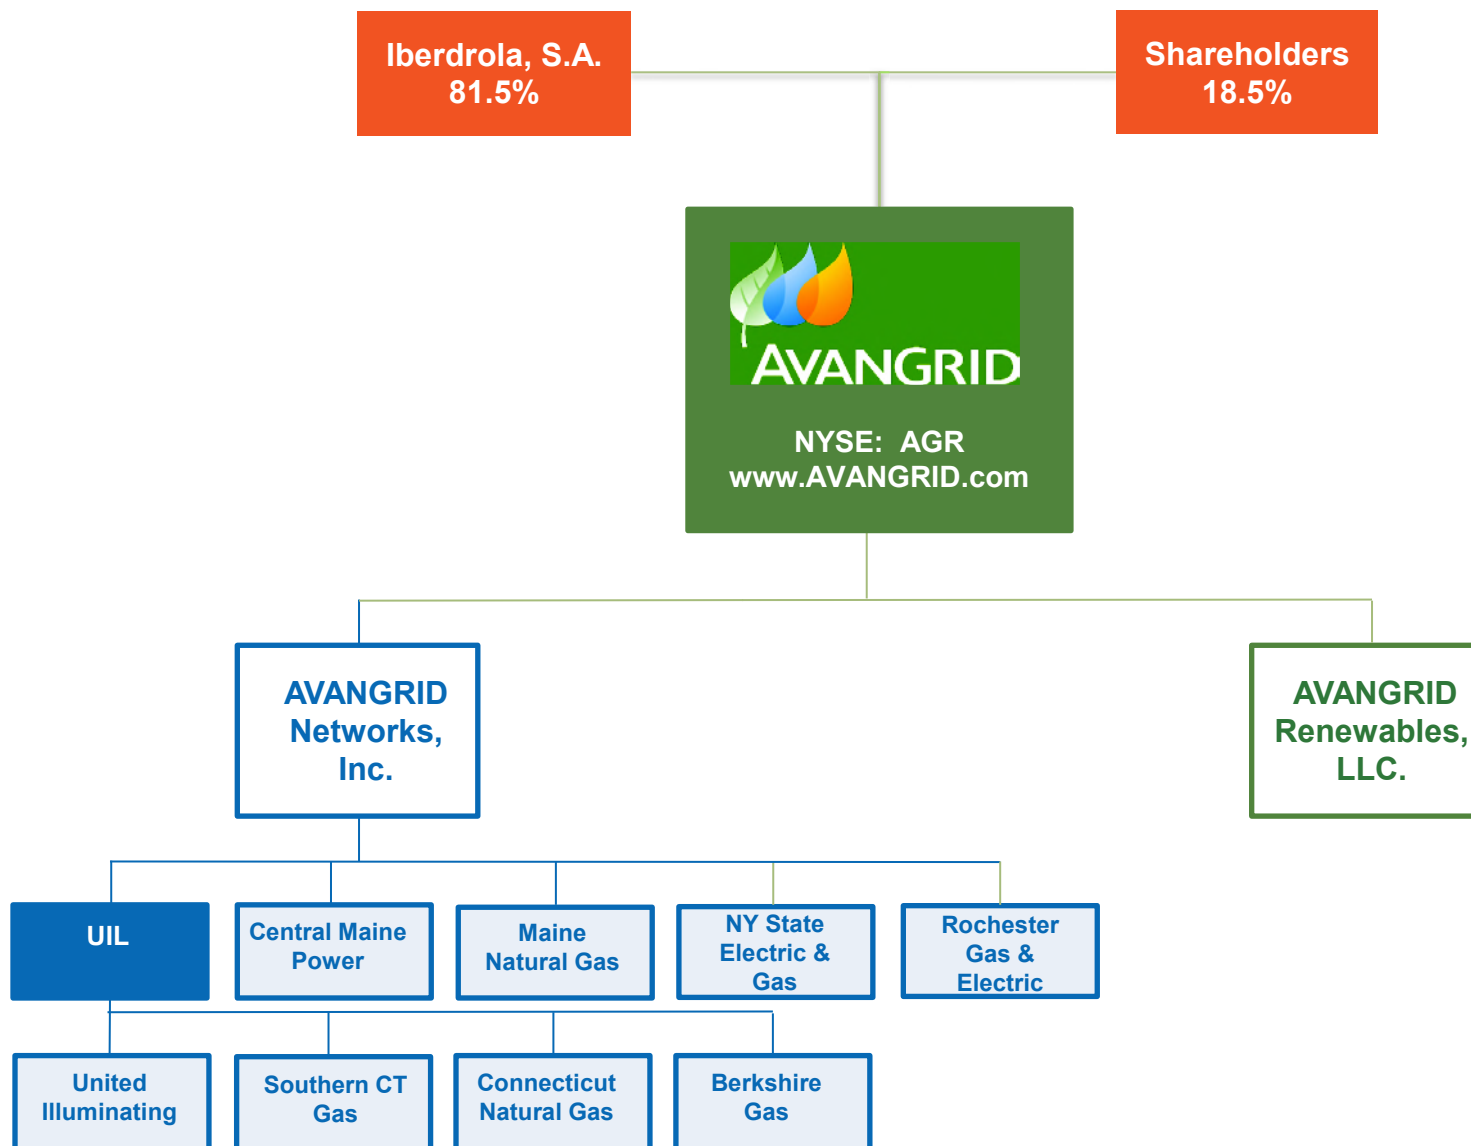 Iberdrola, S.A.
81.5%
Shareholders
18.5%
AVANGRID
NYSE:  AGR
www.AVANGRID.com
AVANGRID
Networks,
Inc.
AVANGRID
Renewables,
LLC.
UIL
Central Maine
Power
Maine
Natural Gas
NY State
Electric &
Gas
Rochester
Gas &
Electric
United
Illuminating
Southern CT
Gas
Connecticut
Natural Gas
Berkshire
Gas